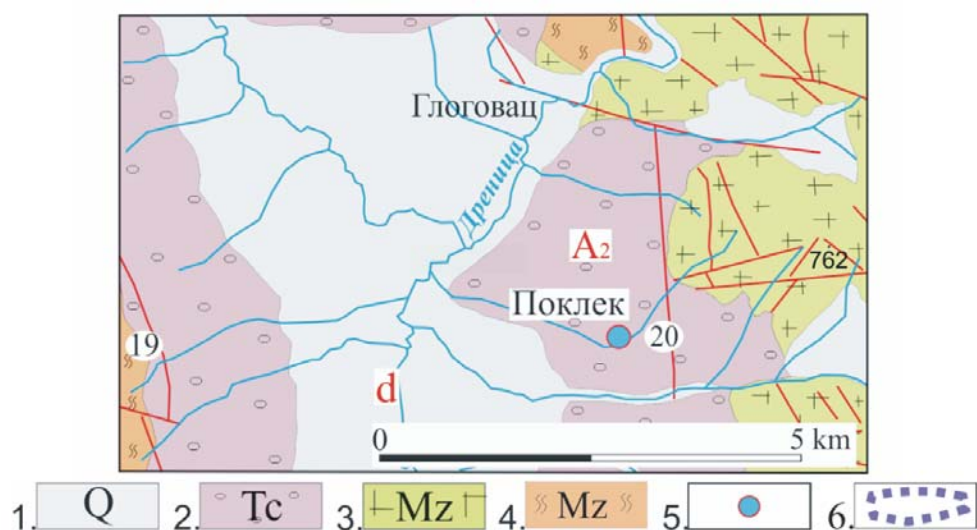 Глоговац
Дреница
A2
762
Поклек
19
20
d
0 5 km
1. Q 2. Tc 3. Mz 4. Mz 5. 6.